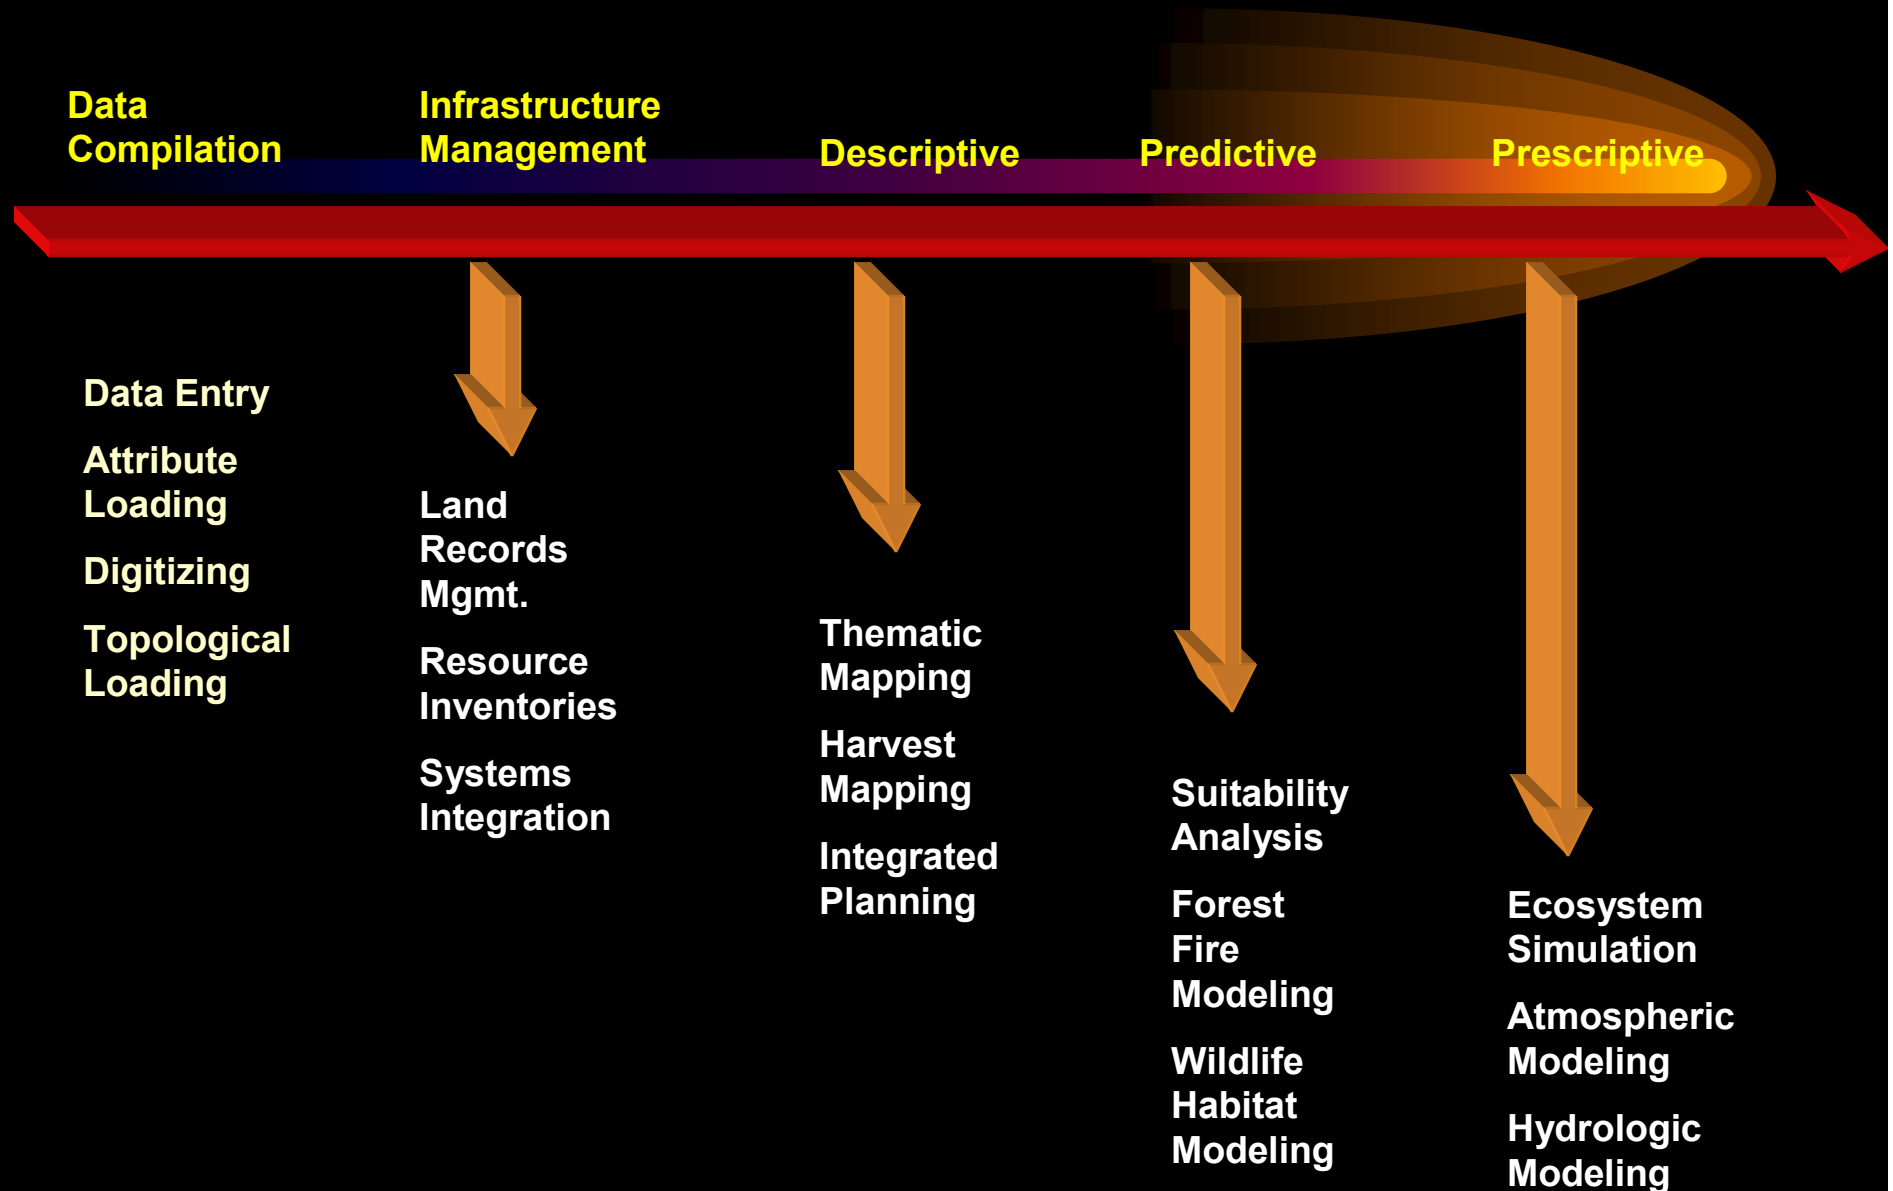 Data
Compilation
Infrastructure
Management
Descriptive
Predictive
Prescriptive
Data Entry
Attribute
Loading
Digitizing
Topological
Loading
Land
Records
Mgmt.
Resource
Inventories
Systems
Integration
Thematic
Mapping
Harvest
Mapping
Integrated
Planning
Suitability
Analysis
Forest
Fire
Modeling
Wildlife
Habitat
Modeling
Ecosystem
Simulation
Atmospheric
Modeling
Hydrologic
Modeling